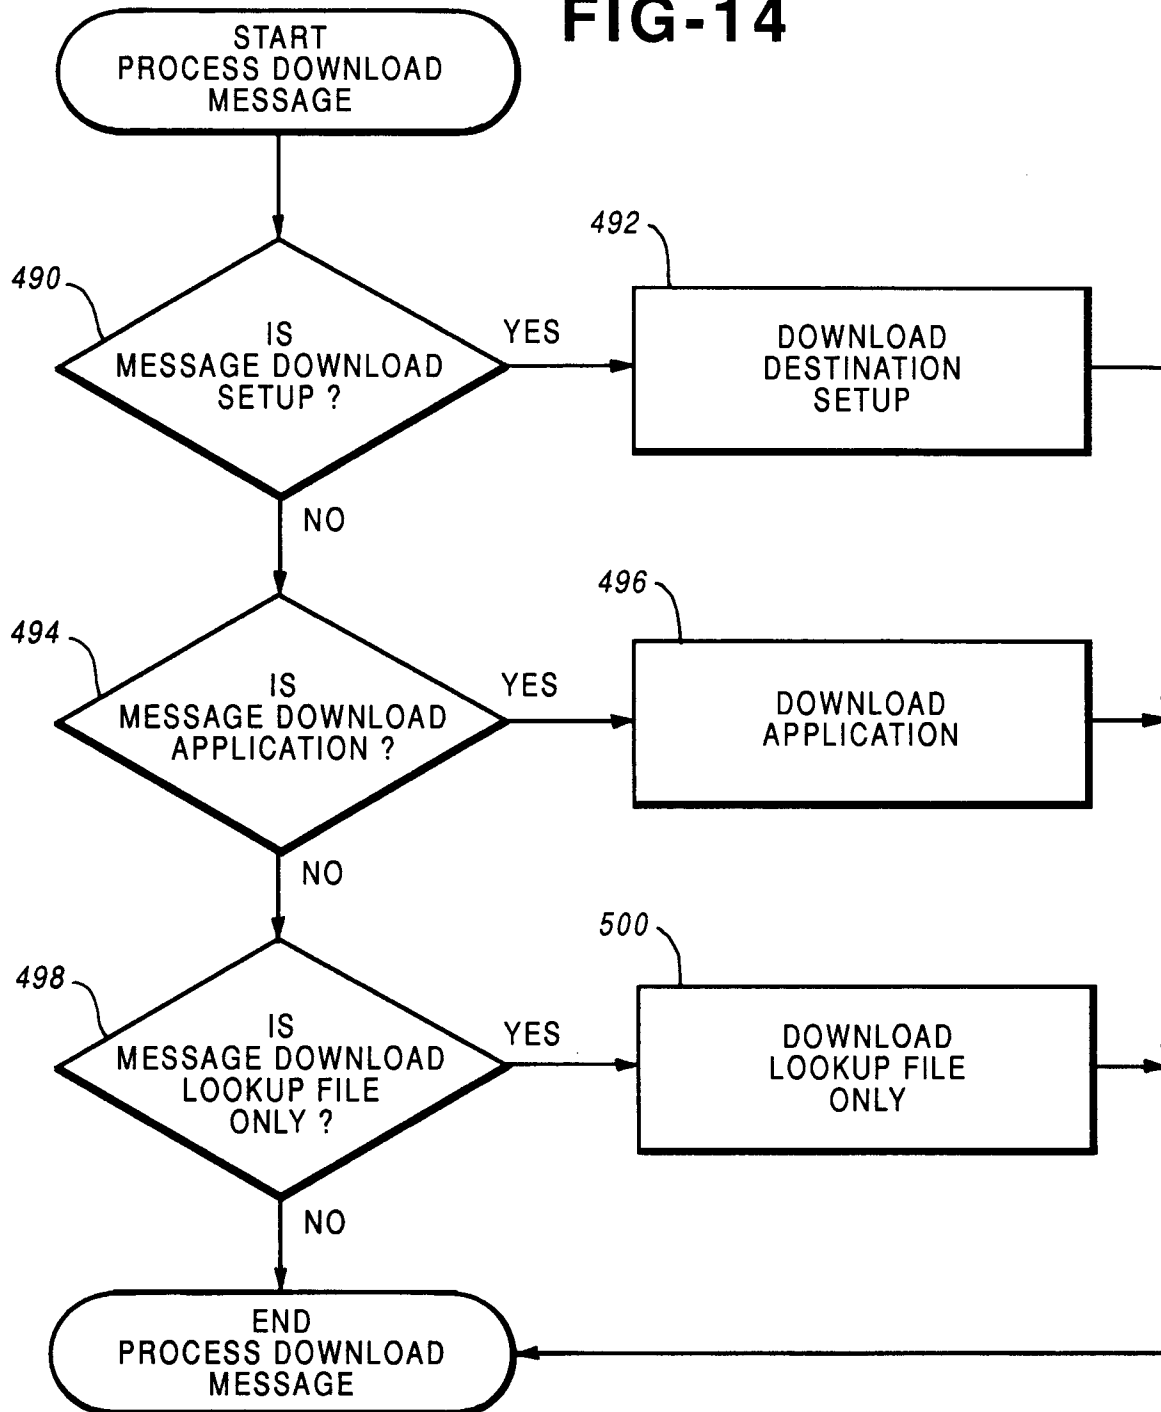 FIG-14
START
PROCESS DOWNLOAD
MESSAGE
490
IS
MESSAGE DOWNLOAD
SETUP ?
YES
492
DOWNLOAD
DESTINATION
SETUP
NO
494
IS
MESSAGE DOWNLOAD
APPLICATION ?
YES
496
DOWNLOAD
APPLICATION
NO
498
IS
MESSAGE DOWNLOAD
LOOKUP FILE
ONLY ?
YES
500
DOWNLOAD
LOOKUP FILE
ONLY
NO
END
PROCESS DOWNLOAD
MESSAGE